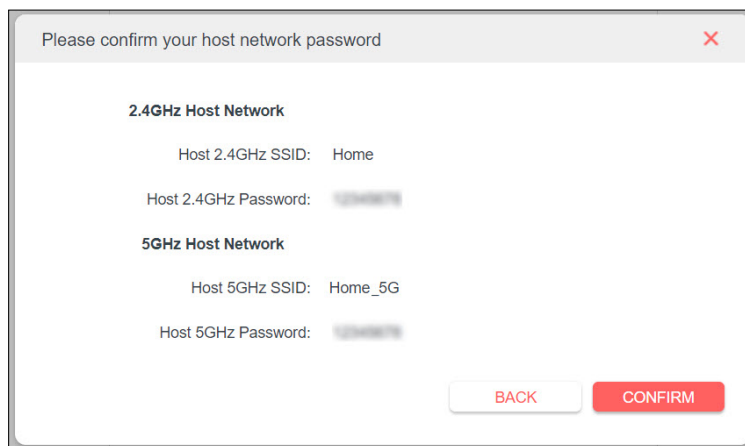 Please confirm your host network password
2.4GHz Host Network
Host 2.4GHz SSID: Home
Host 2.4GHz Password:
5GHz Host Network
Host 5GHz SSID: Home_5G
Host 5GHz Password:
BACK CONFIRM